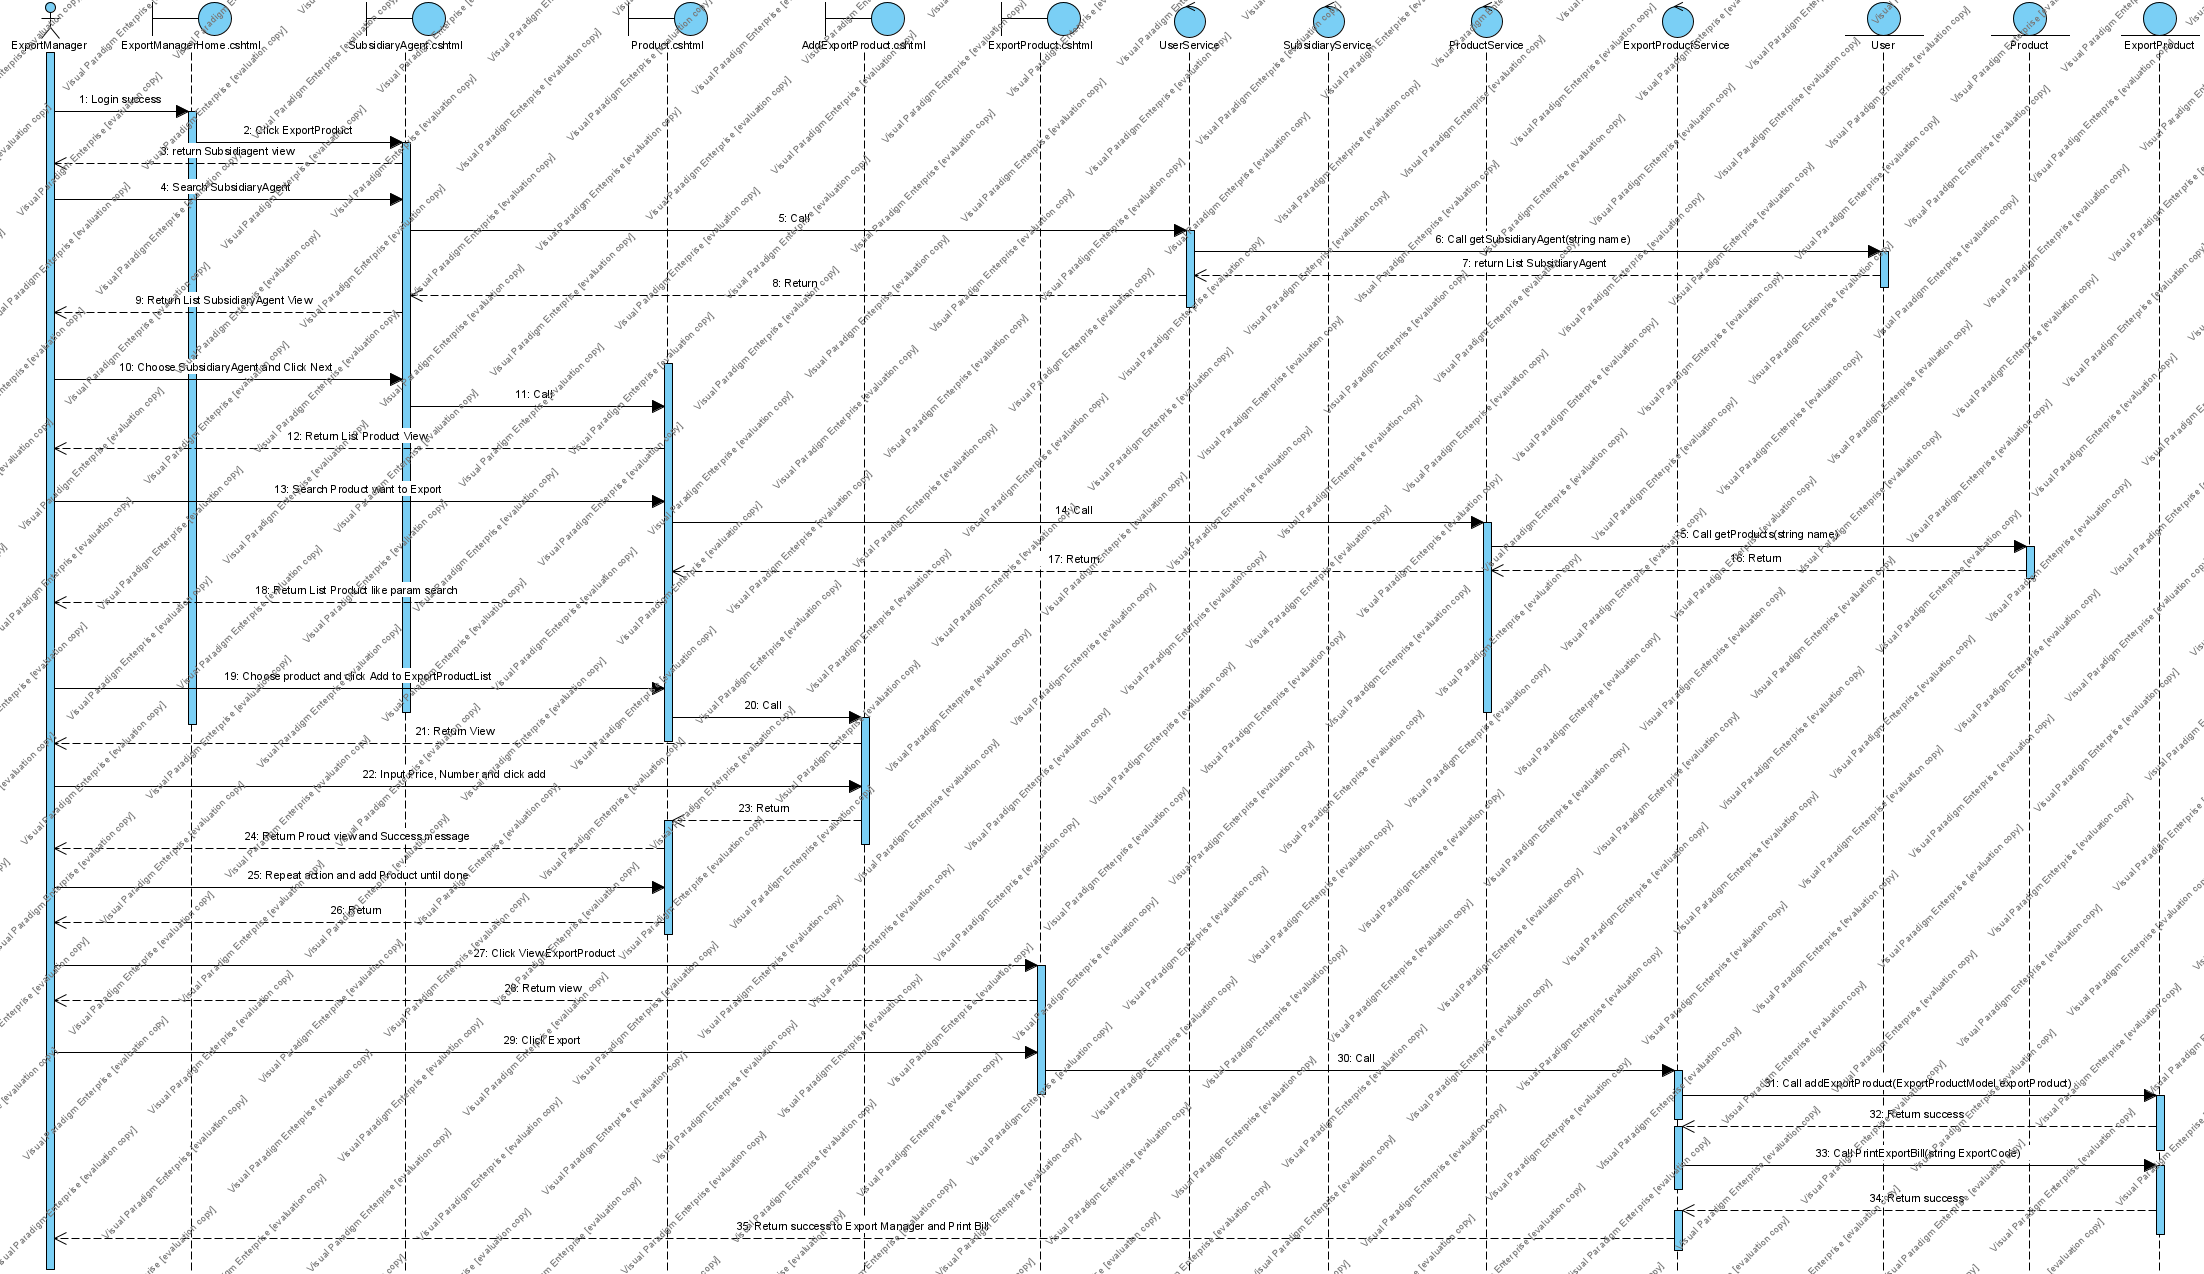 ExportManager
ExportManagerHome.cshtml
SubsidiaryAgent.cshtml
Product.cshtml
AddExportProduct.cshtml
ExportProduct.cshtml
UserService
SubsidiaryService
ProductService
ExportProductService
User
Product
ExportProduct
1: Login success
2: Click ExportProduct
3: return Subsidiagent view
4: Search SubsidiaryAgent
5: Call
6: Call getSubsidiaryAgent(string name)
7: return List SubsidiaryAgent
8: Return
9: Return List SubsidiaryAgent View
10: Choose SubsidiaryAgent and Click Next
11: Call
12: Return List Product View
13: Search Product want to Export
14: Call
15: Call getProducts(string name)
16: Return
17: Return
18: Return List Product like param search
19: Choose product and click Add to ExportProductList
20: Call
21: Return View
22: Input Price, Number and click add
23: Return
24: Return Prouct view and Success message
25: Repeat action and add Product until done
26: Return
27: Click ViewExportProduct
28: Return view
29: Click Export
30: Call
31: Call addExportProduct(ExportProductModel exportProduct)
32: Return success
33: Call PrintExportBill(string ExportCode)
34: Return success
35: Return success to Export Manager and Print Bill
Visual Paradigm Enterprise [evaluation copy]